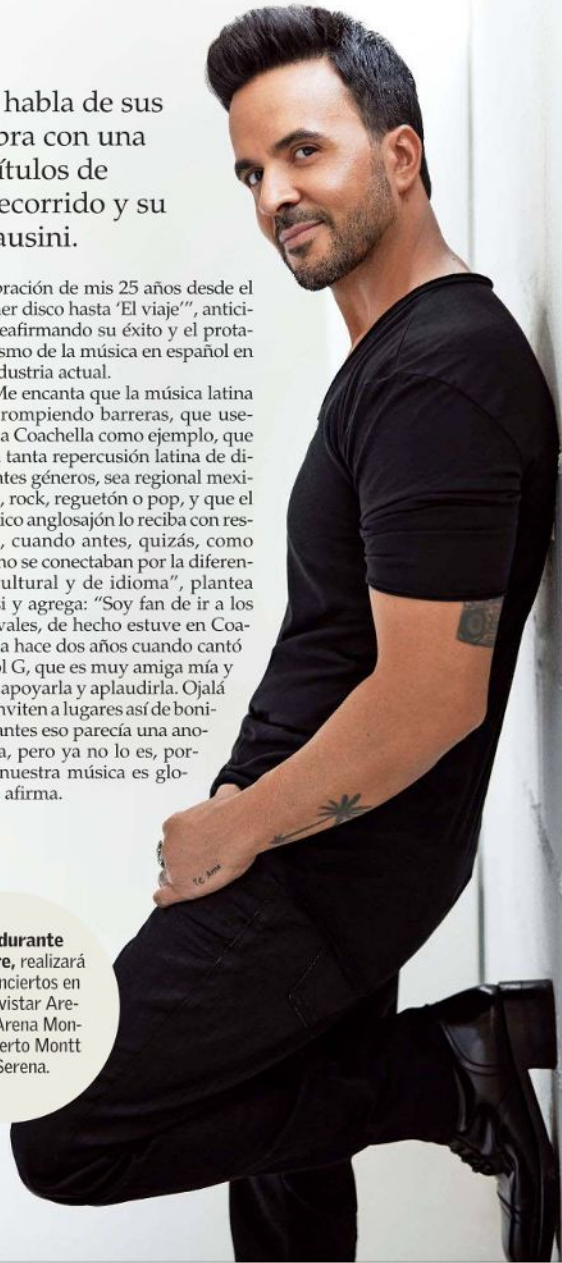 habla de sus
bra con una
ítulos de
ecorrido y su
ausini.
bración de mis 25 años desde el
er disco hasta ‘El viaje’”, antici-
eafirmando su éxito y el prota-
smo de la música en español en
dustria actual.
Me encanta que la música latina
rompiendo barreras, que use-
a Coachella como ejemplo, que
tanta repercusión latina de di-
ntes géneros, sea regional mexi-
, rock, reguetón o pop, y que el
ico anglosajón lo reciba con res-
, cuando antes, quizás, como
no se conectaban por la diferen-
ultural y de idioma”, plantea
si y agrega: “Soy fan de ir a los
vales, de hecho estuve en Coa-
a hace dos años cuando cantó
ol G, que es muy amiga mía y
apoyarla y aplaudirla. Ojalá
nviten a lugares así de boni-
antes eso parecía una ano-
a, pero ya no lo es, por-
nuestra música es glo-
afirma.
durante
re, realizará
nciertos en
vistar Are-
Arena Mon-
erto Montt
Serena.
Te Amo